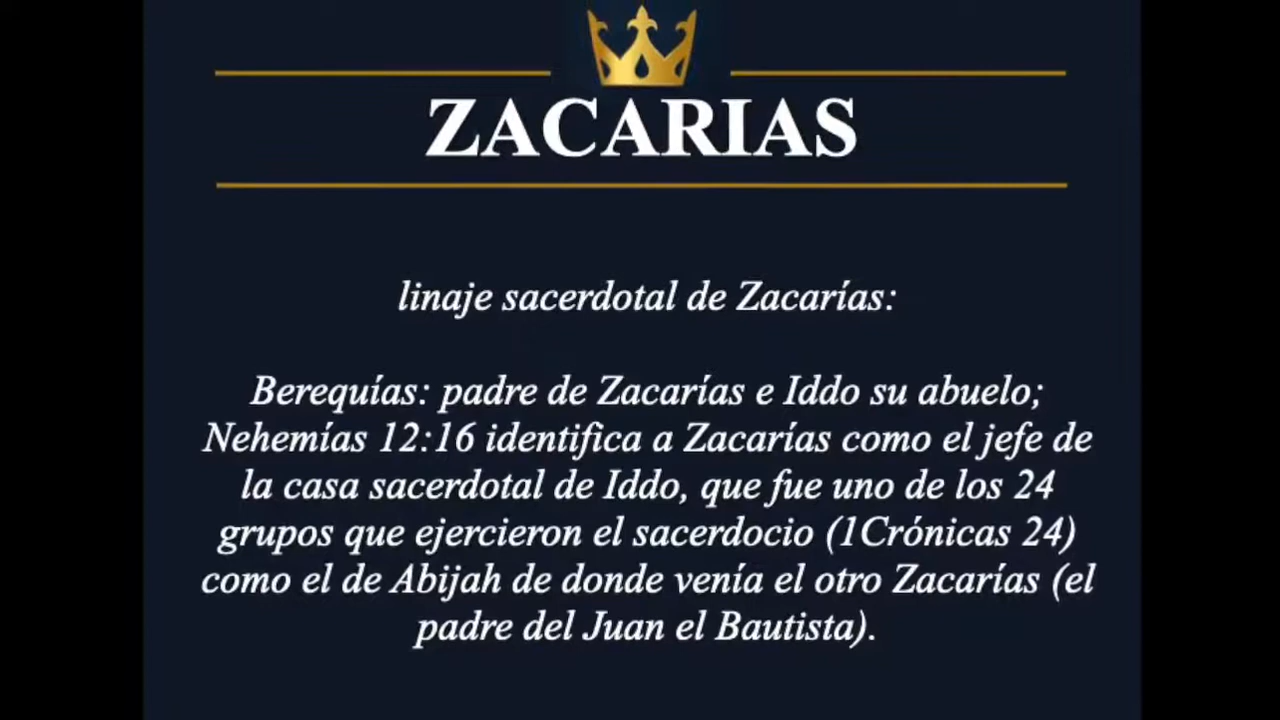 ZACARIAS
linaje sacerdotal de Zacarías:
Berequías: padre de Zacarías e Iddo su abuelo;
Nehemías 12:16 identifica a Zacarías como el jefe de
la casa sacerdotal de Iddo, que fue uno de los 24
grupos que ejercieron el sacerdocio (1Crónicas 24)
como el de Abijah de donde venía el otro Zacarías (el
padre del Juan el Bautista).